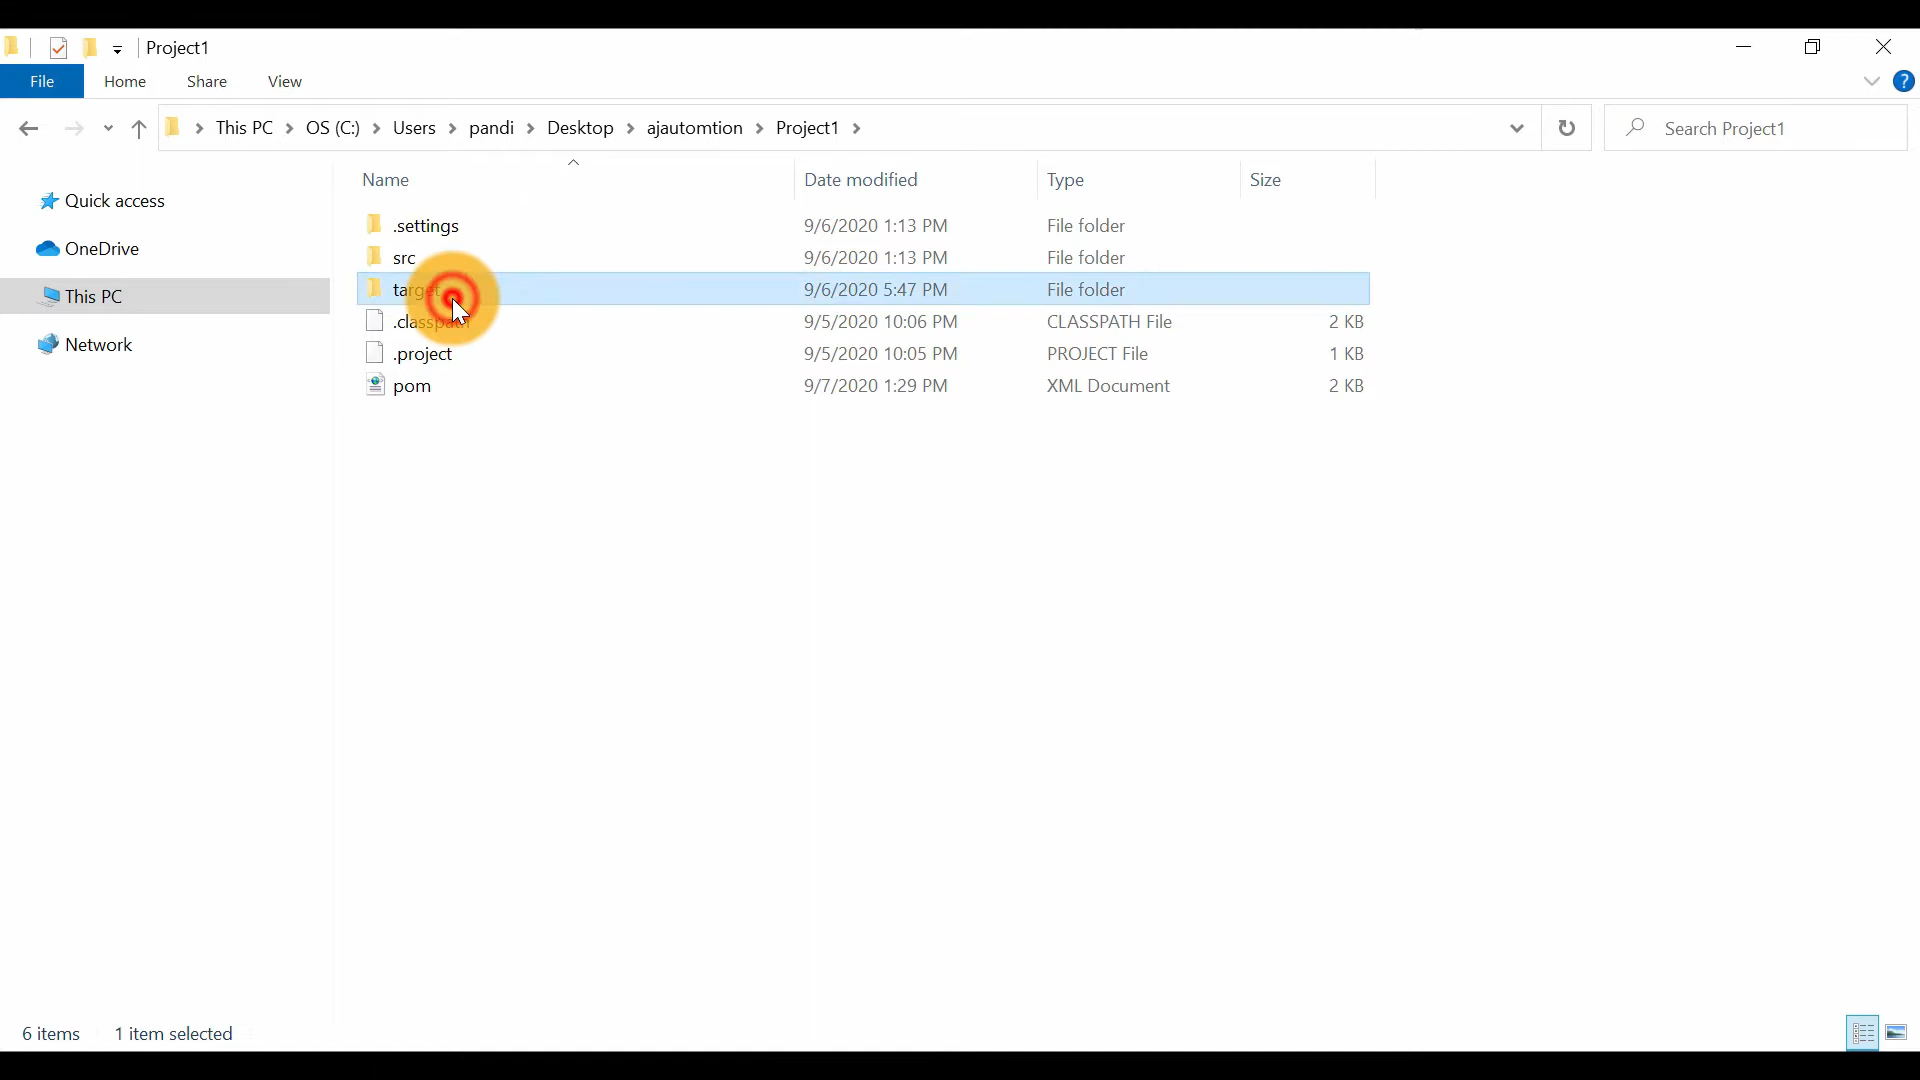 Project1
File Home Share View ?
This PC OS (C:) Users pandi Desktop ajautomtion Project1 Search Project1
Name Date modified Type Size
Quick access
OneDrive
This PC
Network
.settings 9/6/2020 1:13 PM File folder
src 9/6/2020 1:13 PM File folder
target 9/6/2020 5:47 PM File folder
.classpath 9/5/2020 10:06 PM CLASSPATH File 2 KB
.project 9/5/2020 10:05 PM PROJECT File 1 KB
pom 9/7/2020 1:29 PM XML Document 2 KB
6 items 1 item selected